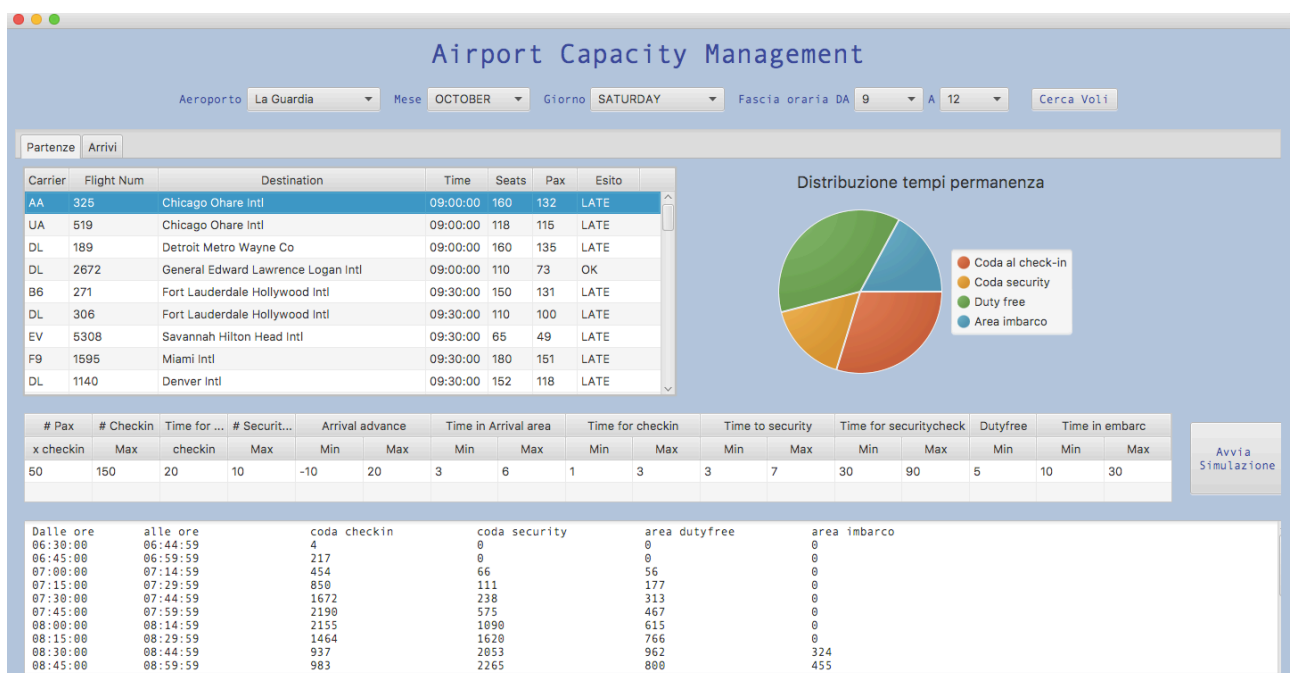 Airport Capacity Management
Aeroporto La Guardia Mese OCTOBER Giorno SATURDAY Fascia oraria DA 9 A 12 Cerca Voli
Partenze Arrivi
Carrier Flight Num Destination Time Seats Pax Esito
AA 325 Chicago Ohare Intl 09:00:00 160 132 LATE
UA 519 Chicago Ohare Intl 09:00:00 118 115 LATE
DL 189 Detroit Metro Wayne Co 09:00:00 160 135 LATE
DL 2672 General Edward Lawrence Logan Intl 09:00:00 110 73 OK
B6 271 Fort Lauderdale Hollywood Intl 09:30:00 150 131 LATE
DL 306 Fort Lauderdale Hollywood Intl 09:30:00 110 100 LATE
EV 5308 Savannah Hilton Head Intl 09:30:00 65 49 LATE
F9 1595 Miami Intl 09:30:00 180 151 LATE
DL 1140 Denver Intl 09:30:00 152 118 LATE
Distribuzione tempi permanenza
Coda al check-in
Coda security
Duty free
Area imbarco
# Pax # Checkin Time for ... # Securit... Arrival advance Time in Arrival area Time for checkin Time to security Time for securitycheck Dutyfree Time in embarc
x checkin Max checkin Max Min Max Min Max Min Max Min Max Min Max Min Min Max
50 150 20 10 -10 20 3 6 1 3 3 7 30 90 5 10 30
Avvia
Simulazione
Dalle ore alle ore coda checkin coda security area dutyfree area imbarco
06:30:00 06:44:59 4 0 0 0
06:45:00 06:59:59 217 0 0 0
07:00:00 07:14:59 454 66 56 0
07:15:00 07:29:59 850 111 177 0
07:30:00 07:44:59 1672 238 313 0
07:45:00 07:59:59 2190 575 467 0
08:00:00 08:14:59 2155 1090 615 0
08:15:00 08:29:59 1464 1620 766 0
08:30:00 08:44:59 937 2053 962 324
08:45:00 08:59:59 983 2265 800 455